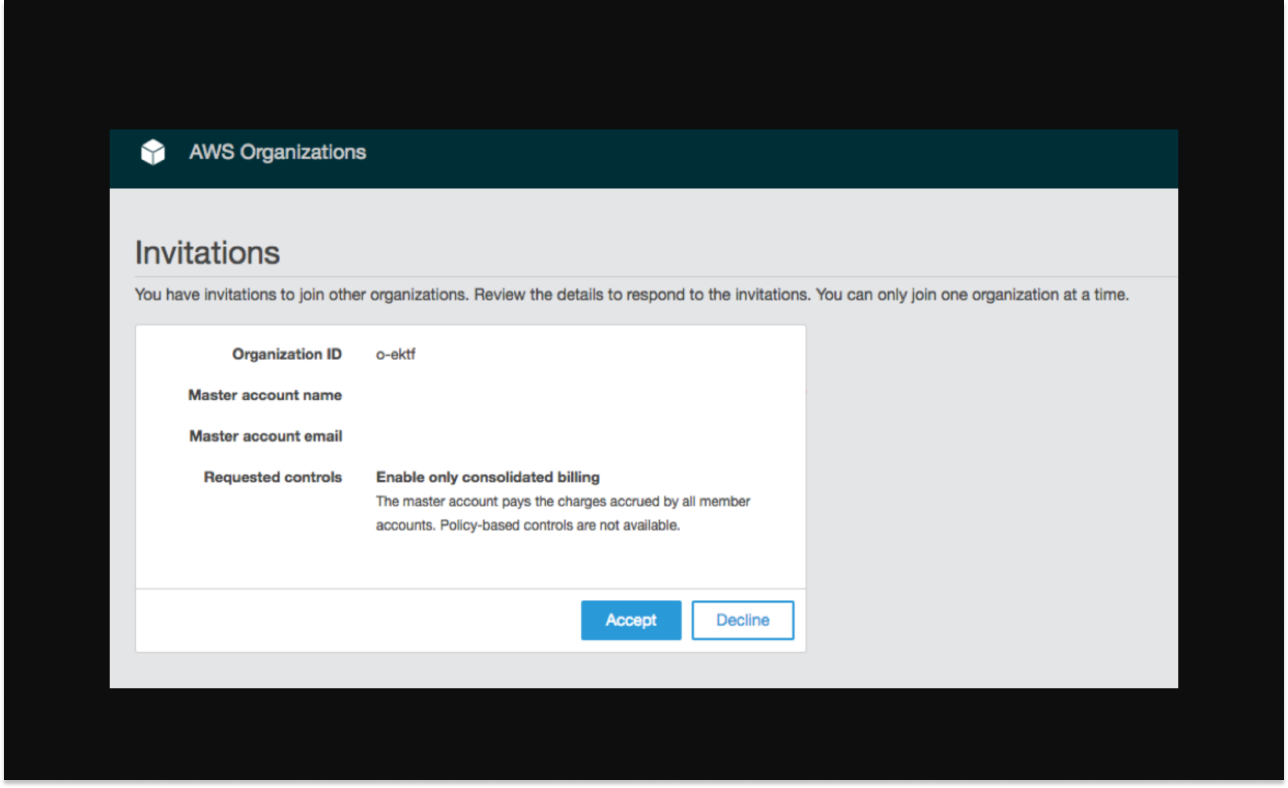 AWS Organizations
Invitations
You have invitations to join other organizations. Review the details to respond to the invitations. You can only join one organization at a time.
Organization ID o-ektf
Master account name
Master account email
Requested controls Enable only consolidated billing
The master account pays the charges accrued by all member
accounts. Policy-based controls are not available.
Accept Decline